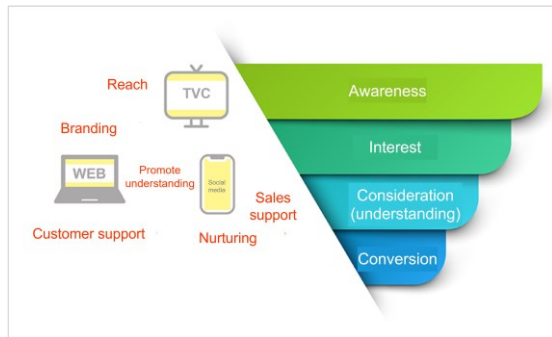 Reach
TVC
Branding
WEB
Promote
understanding
Social
media
Sales
support
Customer support
Nurturing
Awareness
Interest
Consideration
(understanding)
Conversion